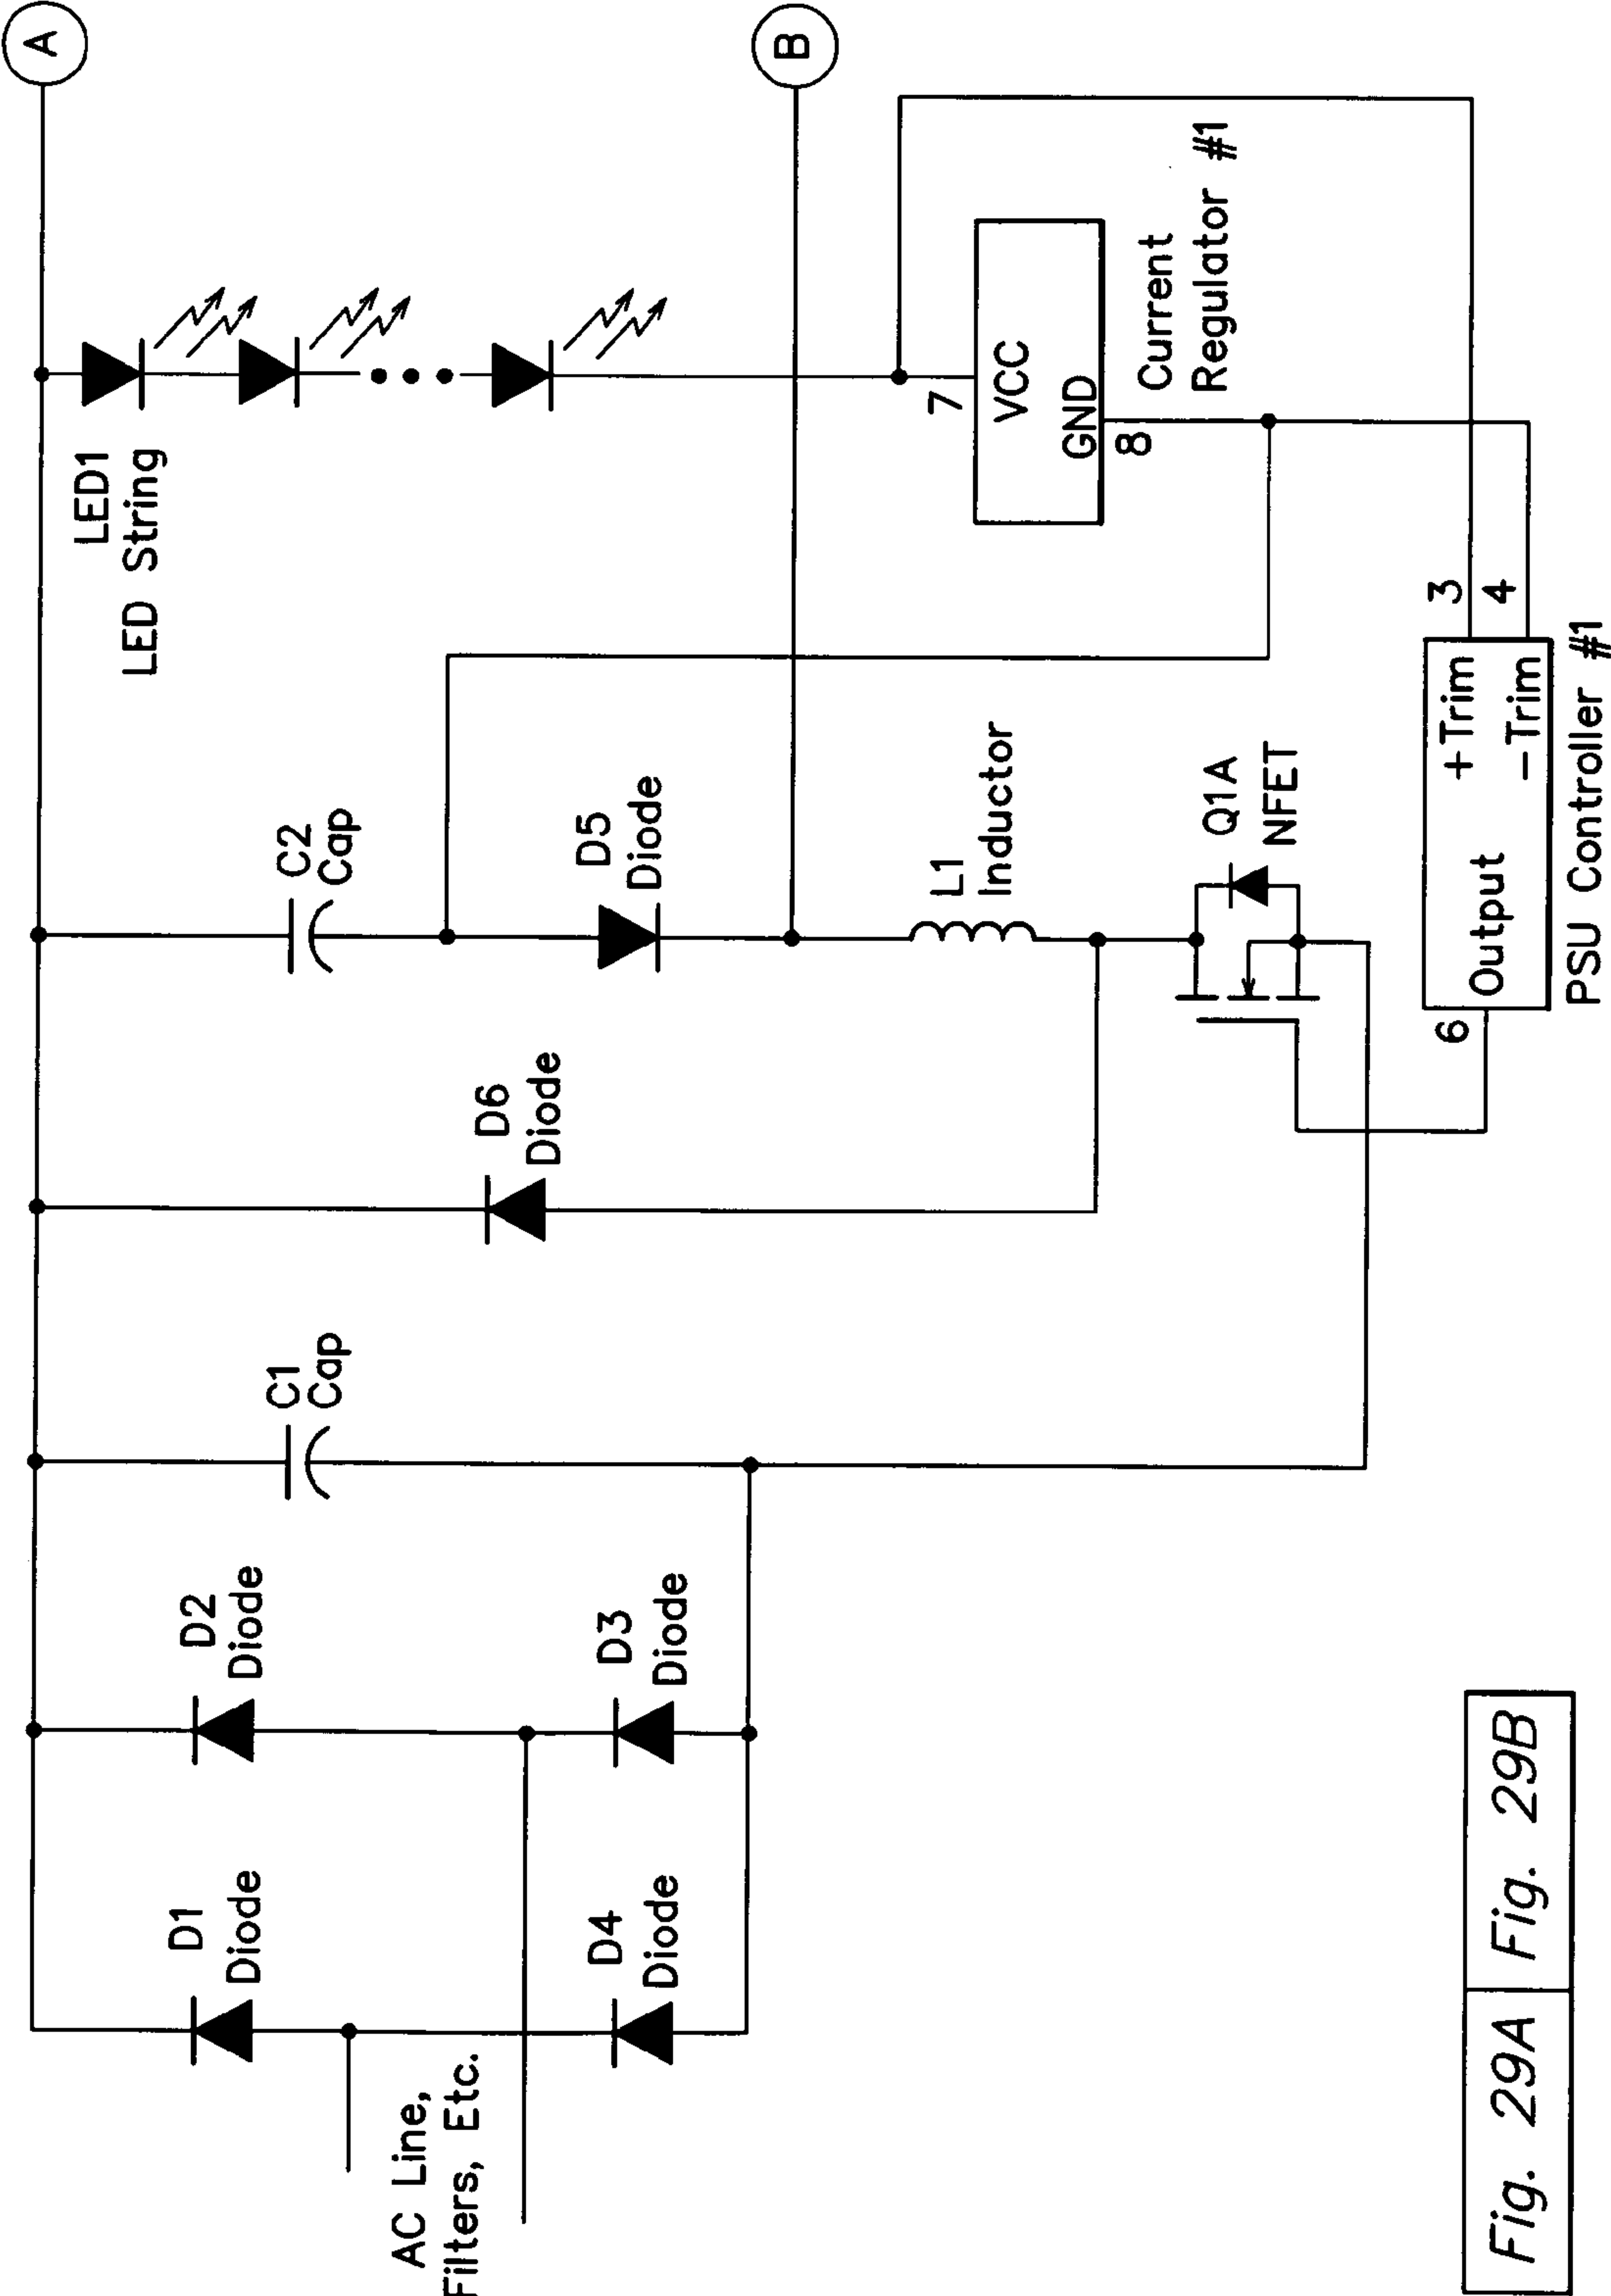 A
B
LED1
LED String
C2
Cap
D5
Diode
L1
Inductor
Q1A
NFET
D6
Diode
C1
Cap
D2
Diode
D3
Diode
D1
Diode
D4
Diode
AC Line,
Filters, Etc.
7
VCC
GND
8
Current
Regulator #1
3
4
+Trim
−Trim
Output
6
PSU Controller #1
Fig. 29A
Fig. 29B